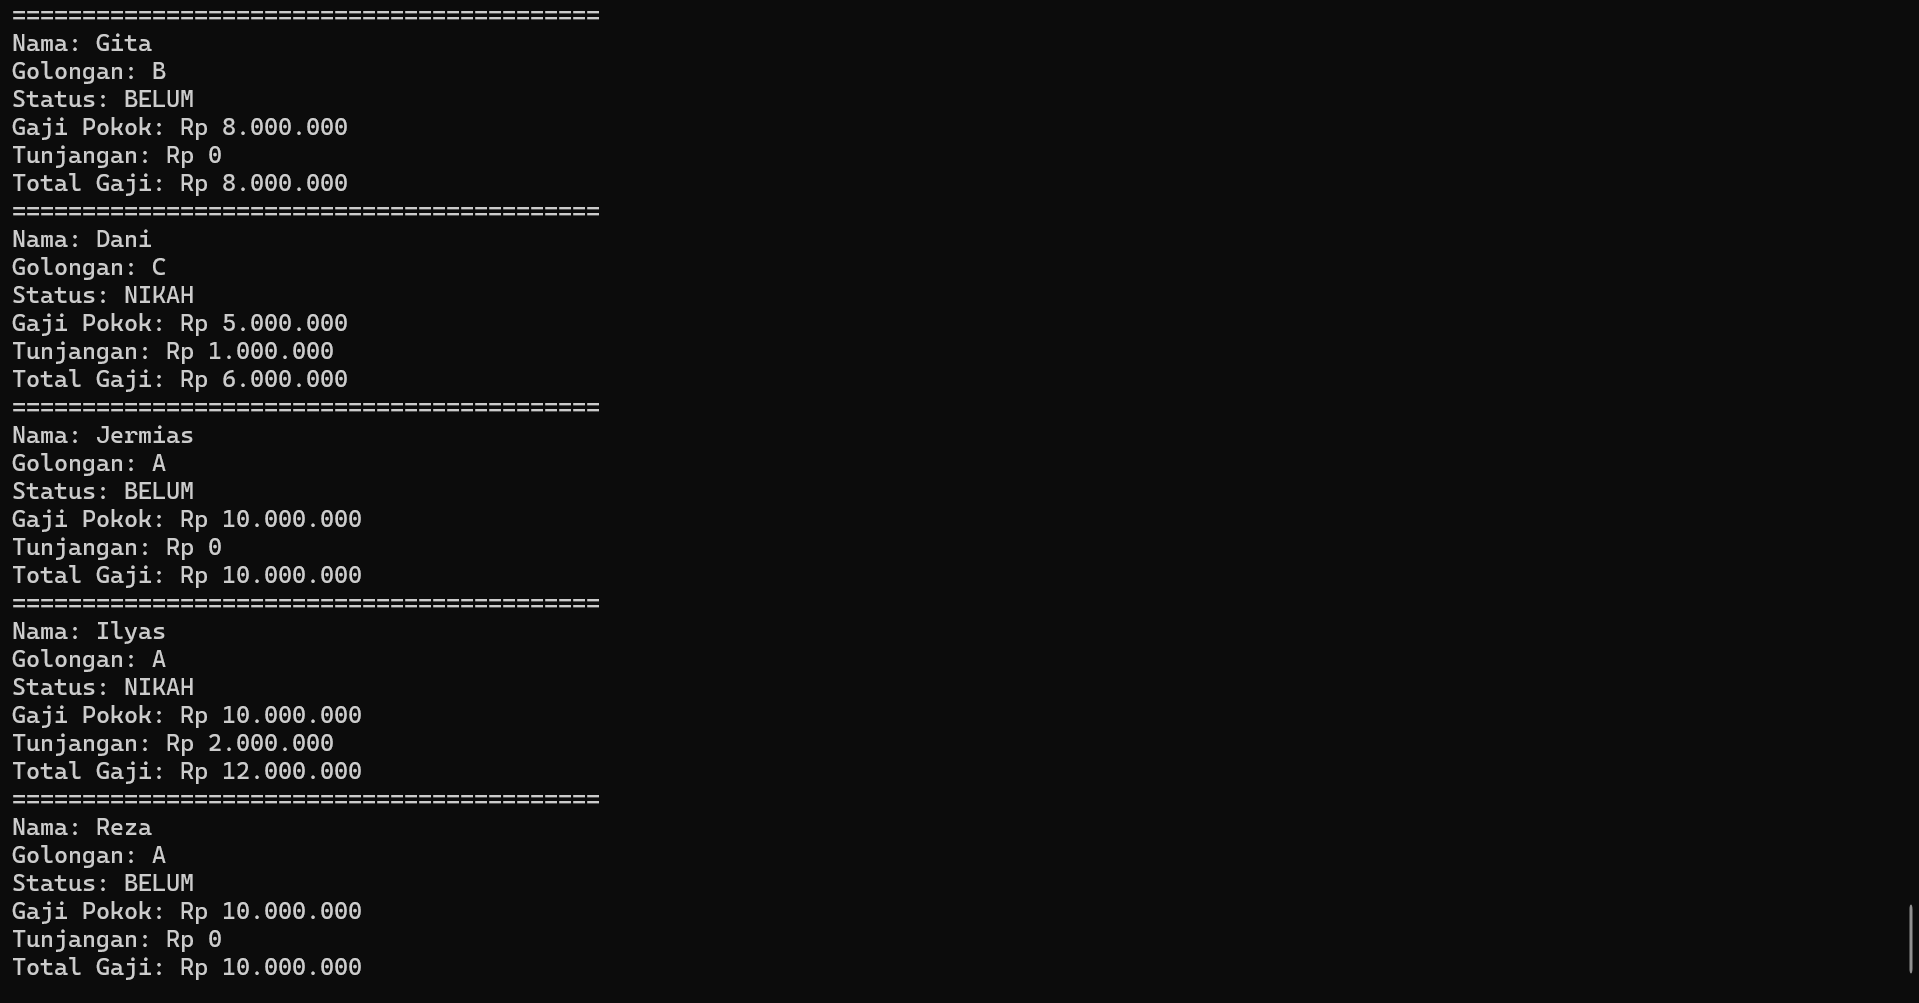 ==========================================
Nama: Gita
Golongan: B
Status: BELUM
Gaji Pokok: Rp 8.000.000
Tunjangan: Rp 0
Total Gaji: Rp 8.000.000
==========================================
Nama: Dani
Golongan: C
Status: NIKAH
Gaji Pokok: Rp 5.000.000
Tunjangan: Rp 1.000.000
Total Gaji: Rp 6.000.000
==========================================
Nama: Jermias
Golongan: A
Status: BELUM
Gaji Pokok: Rp 10.000.000
Tunjangan: Rp 0
Total Gaji: Rp 10.000.000
==========================================
Nama: Ilyas
Golongan: A
Status: NIKAH
Gaji Pokok: Rp 10.000.000
Tunjangan: Rp 2.000.000
Total Gaji: Rp 12.000.000
==========================================
Nama: Reza
Golongan: A
Status: BELUM
Gaji Pokok: Rp 10.000.000
Tunjangan: Rp 0
Total Gaji: Rp 10.000.000